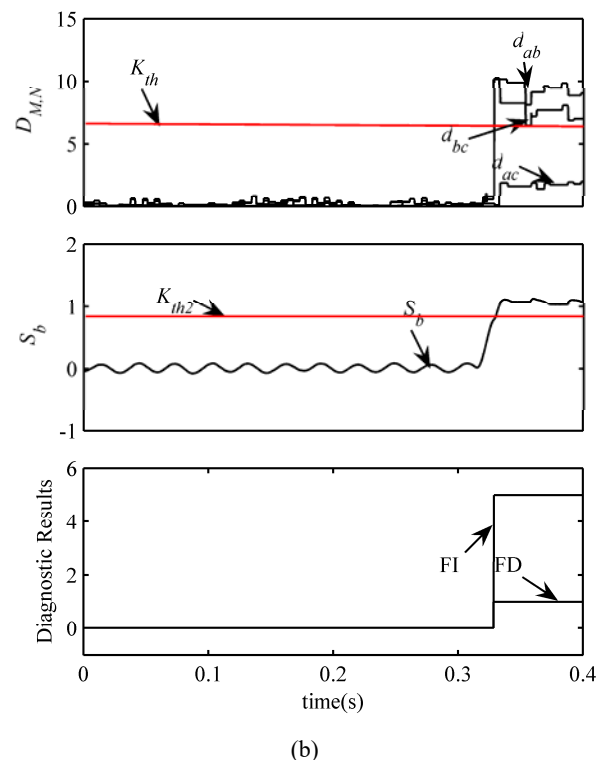 15
d_ab
K_th
10
D_M,N
5
d_bc
d_ac
0
2
K_th2
S_b
1
S_b
0
-1
6
Diagnostic Results
4
FI FD
2
0
0 0.1 0.2 0.3 0.4
time(s)
(b)